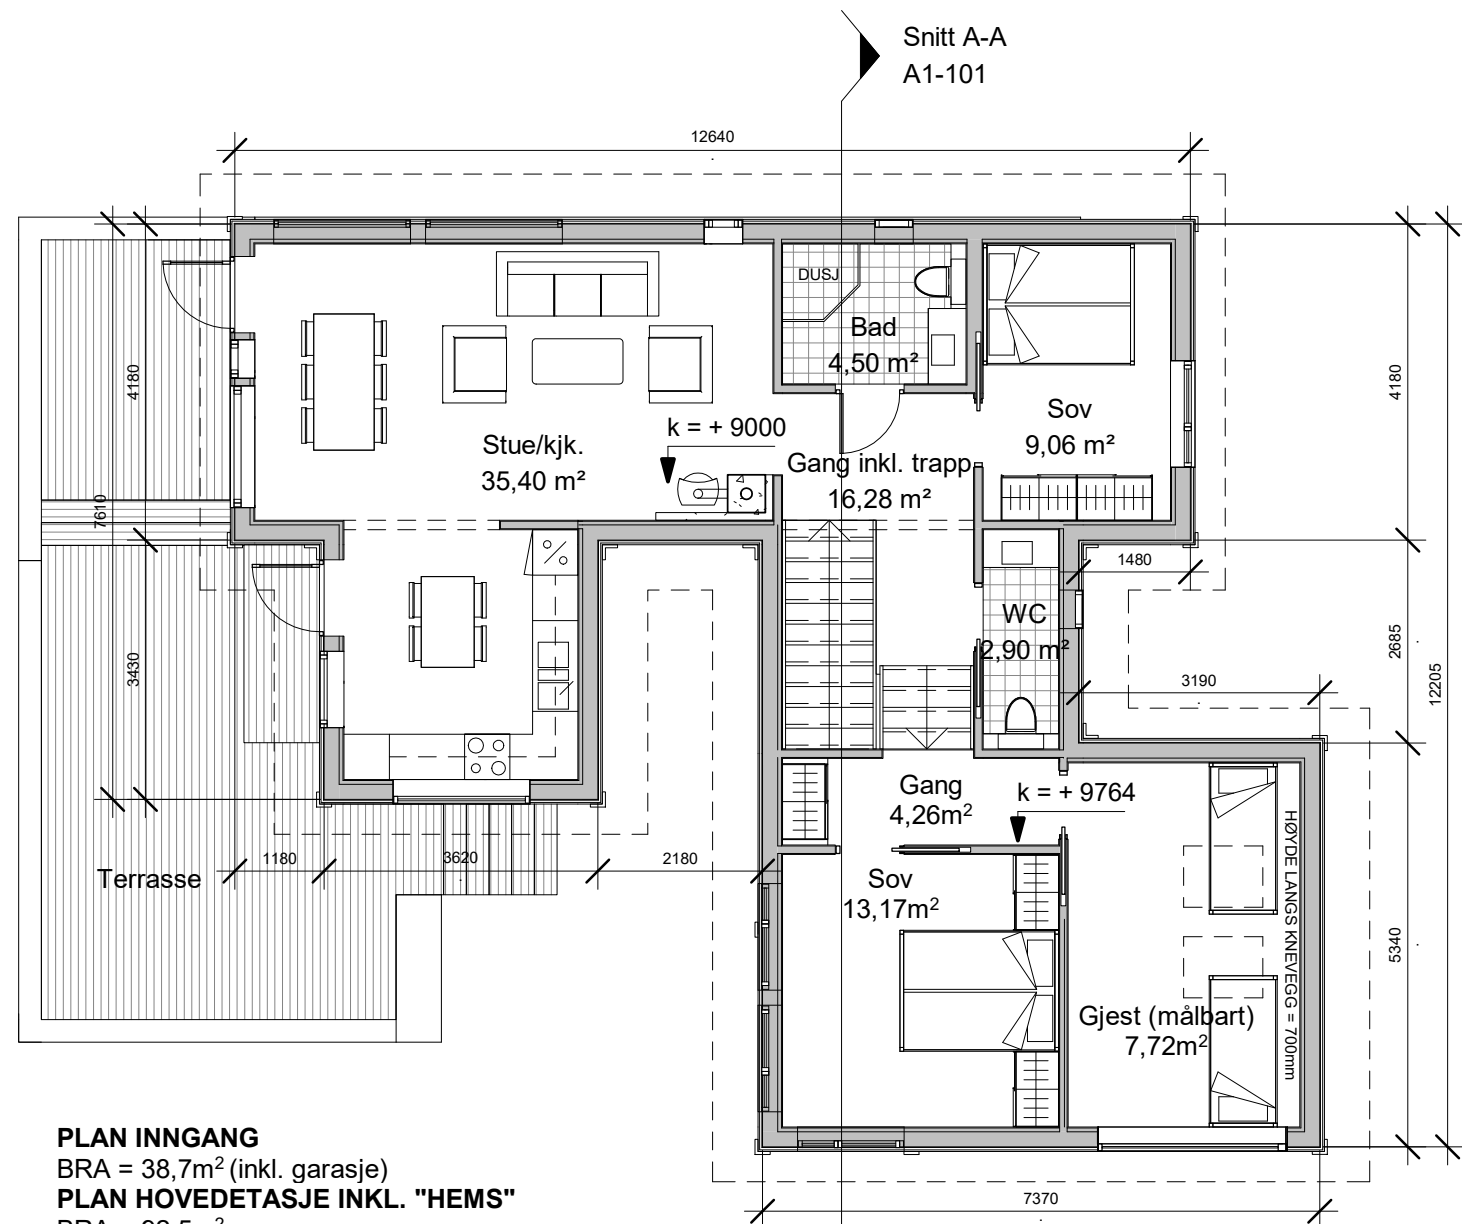 Snitt A-A
A1-101
12640
DUSJ
Bad
4,50 m²
Sov
9,06 m²
Stue/kjk.
35,40 m²
k = + 9000
Gang inkl. trapp
16,28 m²
4180
7610
3430
4180
1480
WC
2,90 m²
2685
12205
3190
Gang
4,26m²
k = + 9764
1180
3620
2180
Terrasse
Sov
13,17m²
HØYDE LANGS KNEVEGG = 700mm
5340
Gjest (målbart)
7,72m²
7370
PLAN INNGANG
BRA = 38,7m² (inkl. garasje)
PLAN HOVEDETASJE INKL. "HEMS"